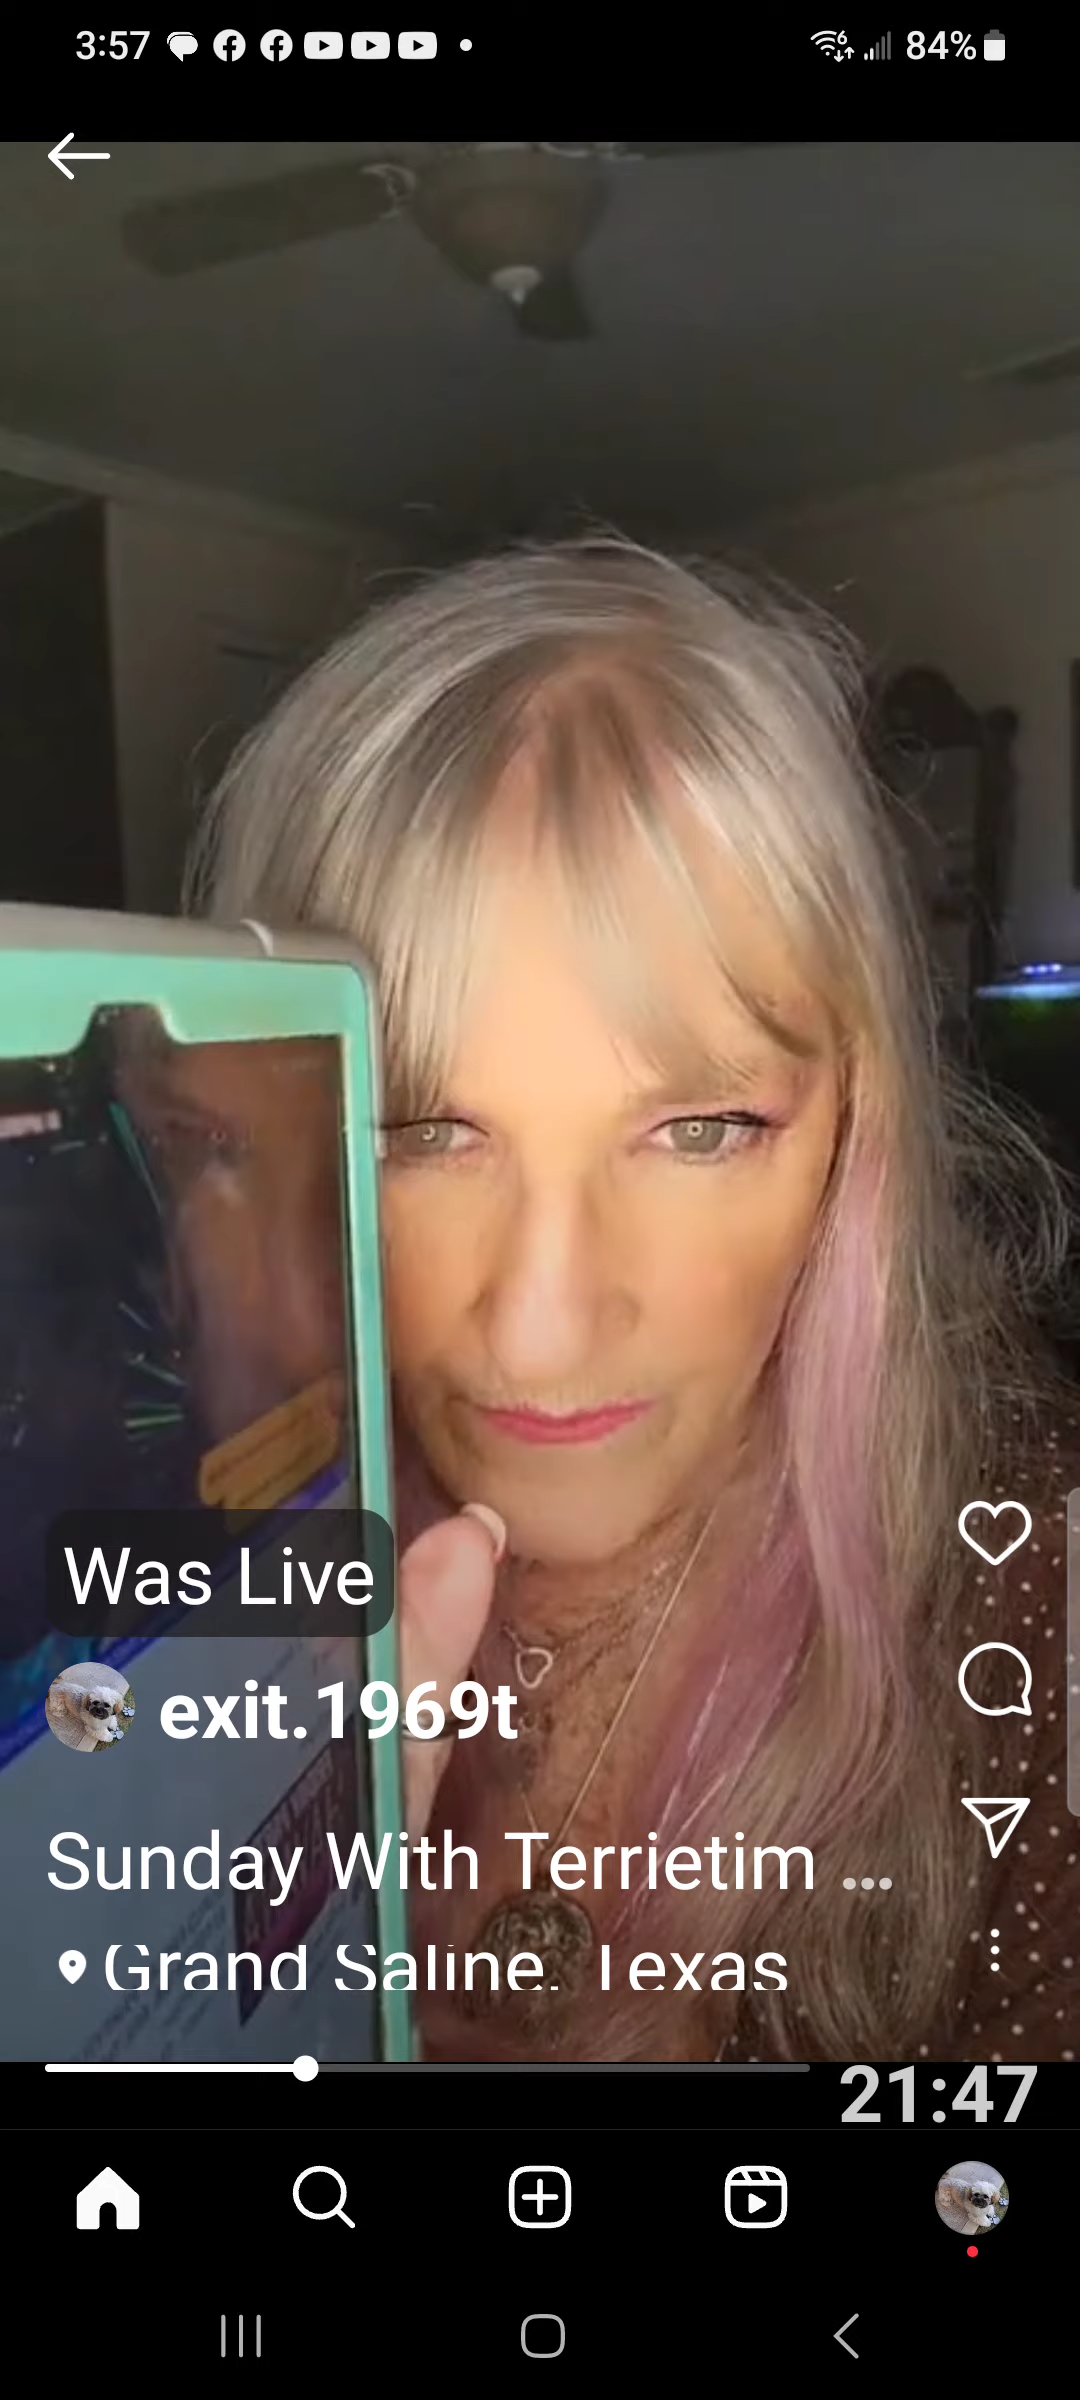 3:57
84%
Was Live
exit.1969t
Sunday With Terrietim ...
Grand Saline, Texas
21:47